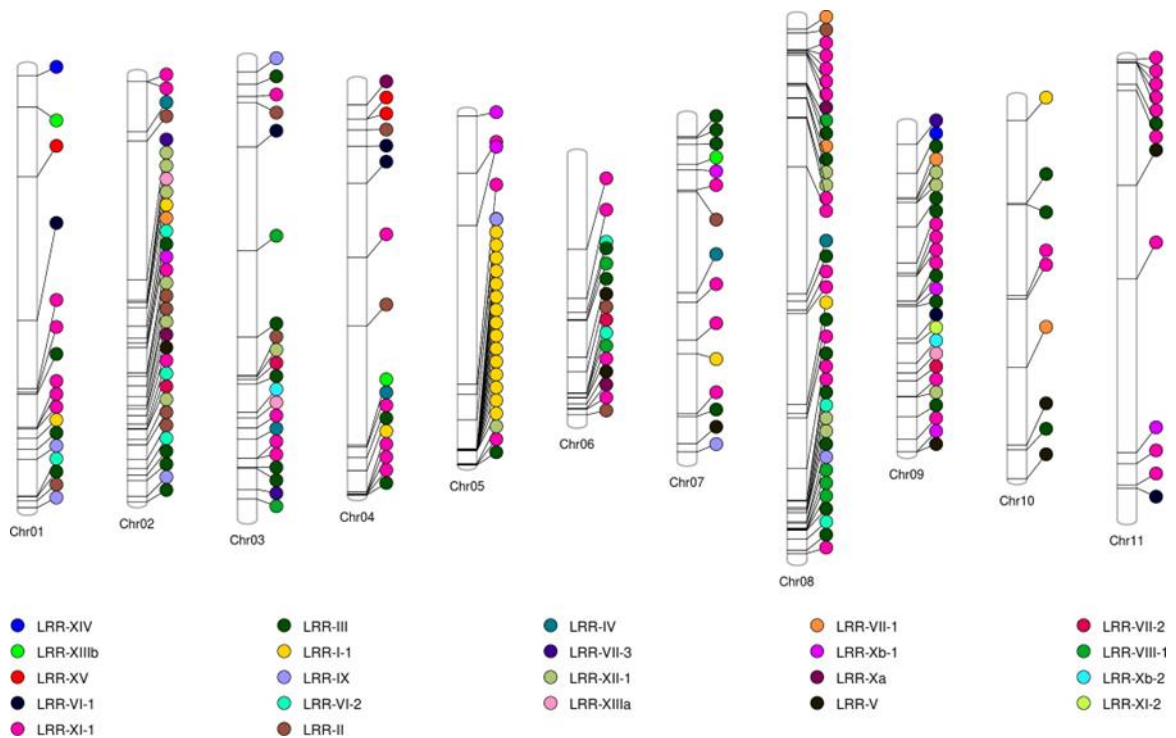 Chr01
Chr02
Chr03
Chr04
Chr05
Chr06
Chr07
Chr08
Chr09
Chr10
Chr11
LRR-XIV LRR-III LRR-IV LRR-VII-1 LRR-VII-2
LRR-XIIIb LRR-I-1 LRR-VII-3 LRR-Xb-1 LRR-VIII-1
LRR-XV LRR-IX LRR-XII-1 LRR-Xa LRR-Xb-2
LRR-VI-1 LRR-VI-2 LRR-XIIIa LRR-V LRR-XI-2
LRR-XI-1 LRR-II